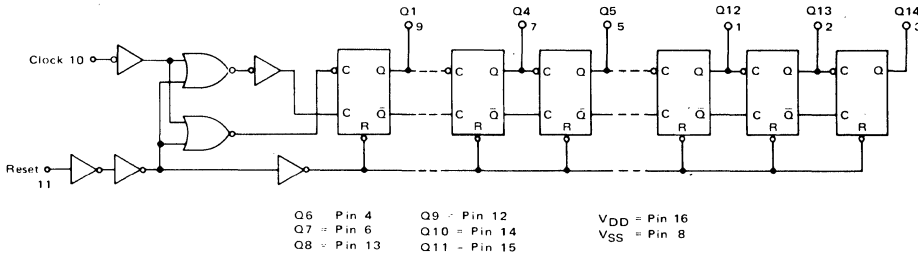 Q1 Q4 Q5 Q12 Q13 Q14
9 7 5 1 2 3
Clock 10
C Q C Q C Q C Q C Q C Q
C Q̄ C Q̄ C Q̄ C Q̄ C Q̄ C
R R R R R R
Reset
11
Q6 = Pin 4 Q9 = Pin 12 VDD = Pin 16
Q7 = Pin 6 Q10 = Pin 14 VSS = Pin 8
Q8 = Pin 13 Q11 - Pin 15